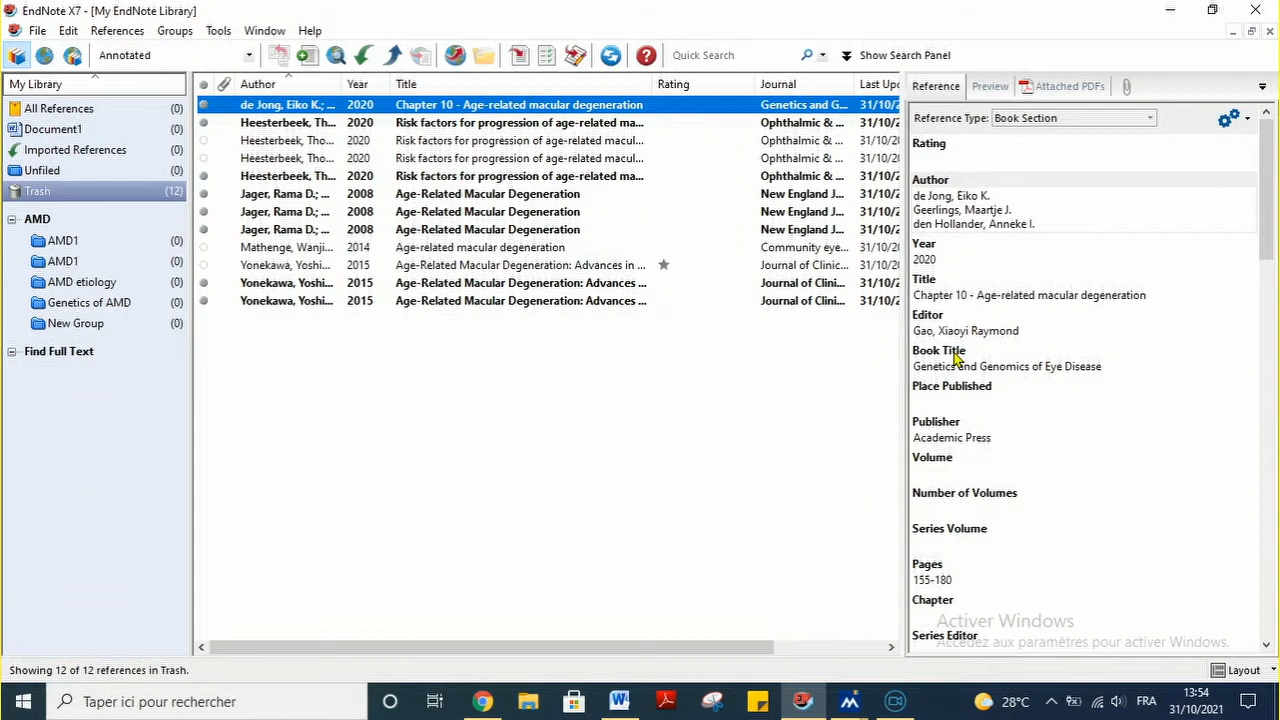 EndNote X7 - [My EndNote Library]
File Edit References Groups Tools Window Help
Annotated Quick Search Show Search Panel
My Library
All References (0)
Document1 (0)
Imported References (0)
Unfiled (0)
Trash (12)
AMD
AMD1 (0)
AMD1 (0)
AMD etiology (0)
Genetics of AMD (0)
New Group (0)
Find Full Text
Author Year Title Rating Journal Last Up
de Jong, Eiko K.; ... 2020 Chapter 10 - Age-related macular degeneration Genetics and G... 31/10/2
Heesterbeek, Th... 2020 Risk factors for progression of age-related ma... Ophthalmic & ... 31/10/2
Heesterbeek, Tho... 2020 Risk factors for progression of age-related macul... Ophthalmic & ... 31/10/2
Heesterbeek, Tho... 2020 Risk factors for progression of age-related macul... Ophthalmic & ... 31/10/2
Heesterbeek, Th... 2020 Risk factors for progression of age-related ma... Ophthalmic & ... 31/10/2
Jager, Rama D.; ... 2008 Age-Related Macular Degeneration New England J... 31/10/2
Jager, Rama D.; ... 2008 Age-Related Macular Degeneration New England J... 31/10/2
Jager, Rama D.; ... 2008 Age-Related Macular Degeneration New England J... 31/10/2
Mathenge, Wanji... 2014 Age-related macular degeneration Community eye... 31/10/2
Yonekawa, Yoshi... 2015 Age-Related Macular Degeneration: Advances in ... Journal of Clinic... 31/10/2
Yonekawa, Yoshi... 2015 Age-Related Macular Degeneration: Advances ... Journal of Clini... 31/10/2
Yonekawa, Yoshi... 2015 Age-Related Macular Degeneration: Advances ... Journal of Clini... 31/10/2
Reference Preview Attached PDFs
Reference Type: Book Section
Rating
Author
de Jong, Eiko K.
Geerlings, Maartje J.
den Hollander, Anneke I.
Year
2020
Title
Chapter 10 - Age-related macular degeneration
Editor
Gao, Xiaoyi Raymond
Book Title
Genetics and Genomics of Eye Disease
Place Published
Publisher
Academic Press
Volume
Number of Volumes
Series Volume
Pages
155-180
Chapter
Series Editor
Activer Windows
Accédez aux paramètres pour activer Windows.
Showing 12 of 12 references in Trash.
Layout
Taper ici pour rechercher
28°C
FRA
13:54
31/10/2021